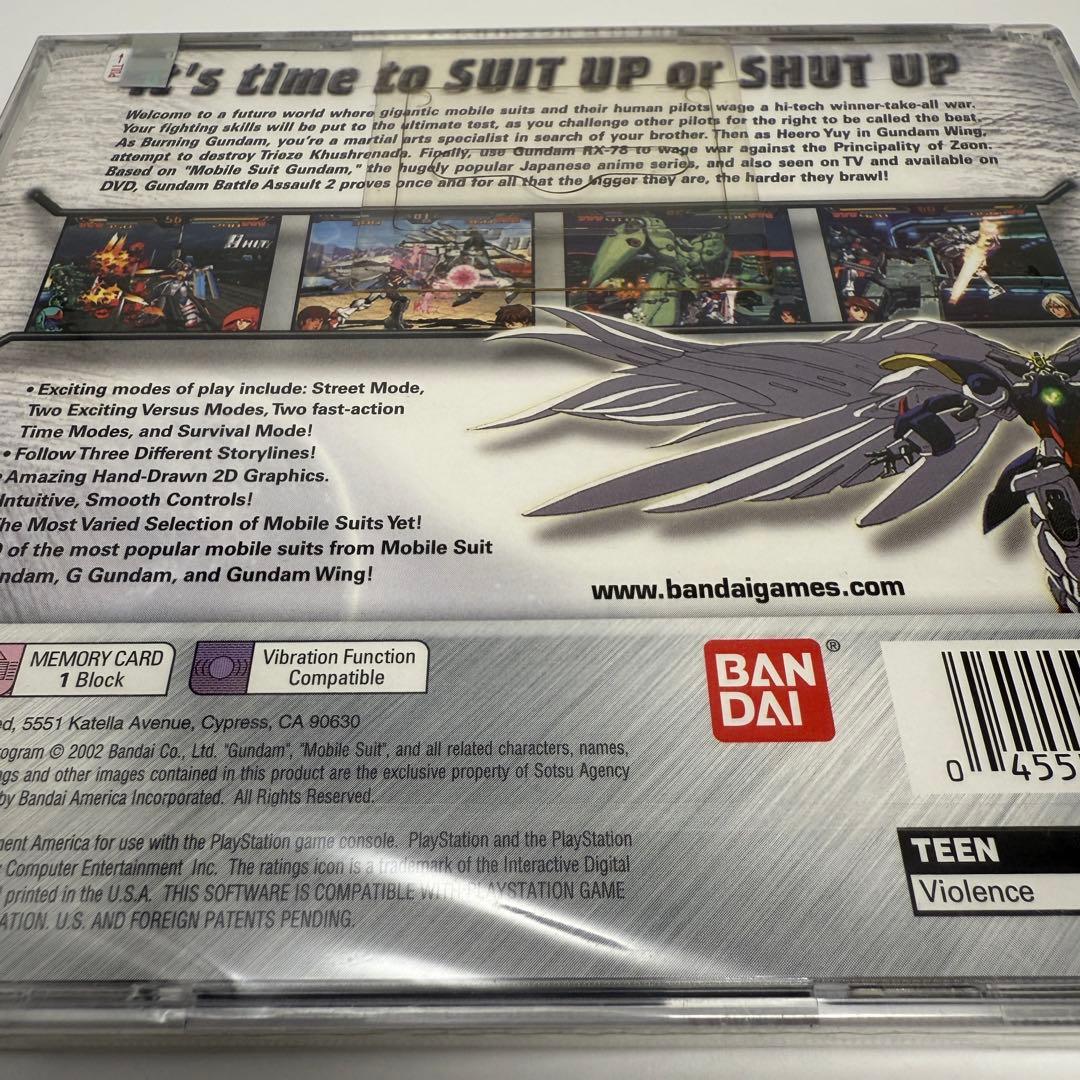 It's time to SUIT UP or SHUT UP
PULL→
Welcome to a future world where gigantic mobile suits and their human pilots wage a hi-tech winner-take-all war.
Your fighting skills will be put to the ultimate test, as you challenge other pilots for the right to be called the best.
As Burning Gundam, you're a martial arts specialist in search of your brother. Then as Heero Yuy in Gundam Wing,
attempt to destroy Trieze Khushrenada. Finally, use Gundam RX-78 to wage war against the Principality of Zeon.
Based on "Mobile Suit Gundam," the hugely popular Japanese anime series, and also seen on TV and available on
DVD, Gundam Battle Assault 2 proves once and for all that the bigger they are, the harder they brawl!
• Exciting modes of play include: Street Mode,
Two Exciting Versus Modes, Two fast-action
Time Modes, and Survival Mode!
• Follow Three Different Storylines!
• Amazing Hand-Drawn 2D Graphics.
Intuitive, Smooth Controls!
he Most Varied Selection of Mobile Suits Yet!
of the most popular mobile suits from Mobile Suit
ndam, G Gundam, and Gundam Wing!
www.bandaigames.com
MEMORY CARD
1 Block
Vibration Function
Compatible
BAN
DAI
®
ed, 5551 Katella Avenue, Cypress, CA 90630
ogram © 2002 Bandai Co., Ltd. "Gundam", "Mobile Suit", and all related characters, names,
gs and other images contained in this product are the exclusive property of Sotsu Agency
by Bandai America Incorporated. All Rights Reserved.
0 455
ment America for use with the PlayStation game console. PlayStation and the PlayStation
Computer Entertainment Inc. The ratings icon is a trademark of the Interactive Digital
printed in the U.S.A. THIS SOFTWARE IS COMPATIBLE WITH PLAYSTATION GAME
ATION. U.S. AND FOREIGN PATENTS PENDING.
TEEN
Violence